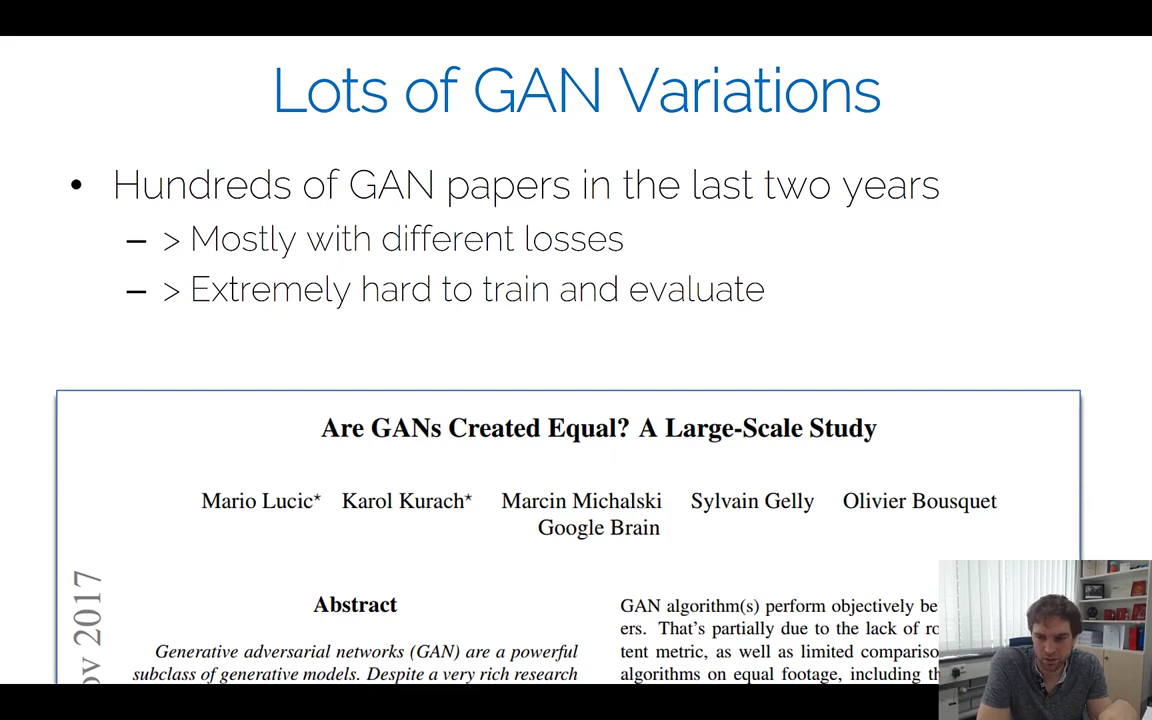 Lots of GAN Variations
• Hundreds of GAN papers in the last two years
– > Mostly with different losses
– > Extremely hard to train and evaluate
Are GANs Created Equal? A Large-Scale Study
Mario Lucic* Karol Kurach* Marcin Michalski Sylvain Gelly Olivier Bousquet
Google Brain
2017
Abstract
Generative adversarial networks (GAN) are a powerful
subclass of generative models. Despite a very rich research
GAN algorithm(s) perform objectively
ers. That's partially due to the lack of
tent metric, as well as limited
algorithms on equal footage, including